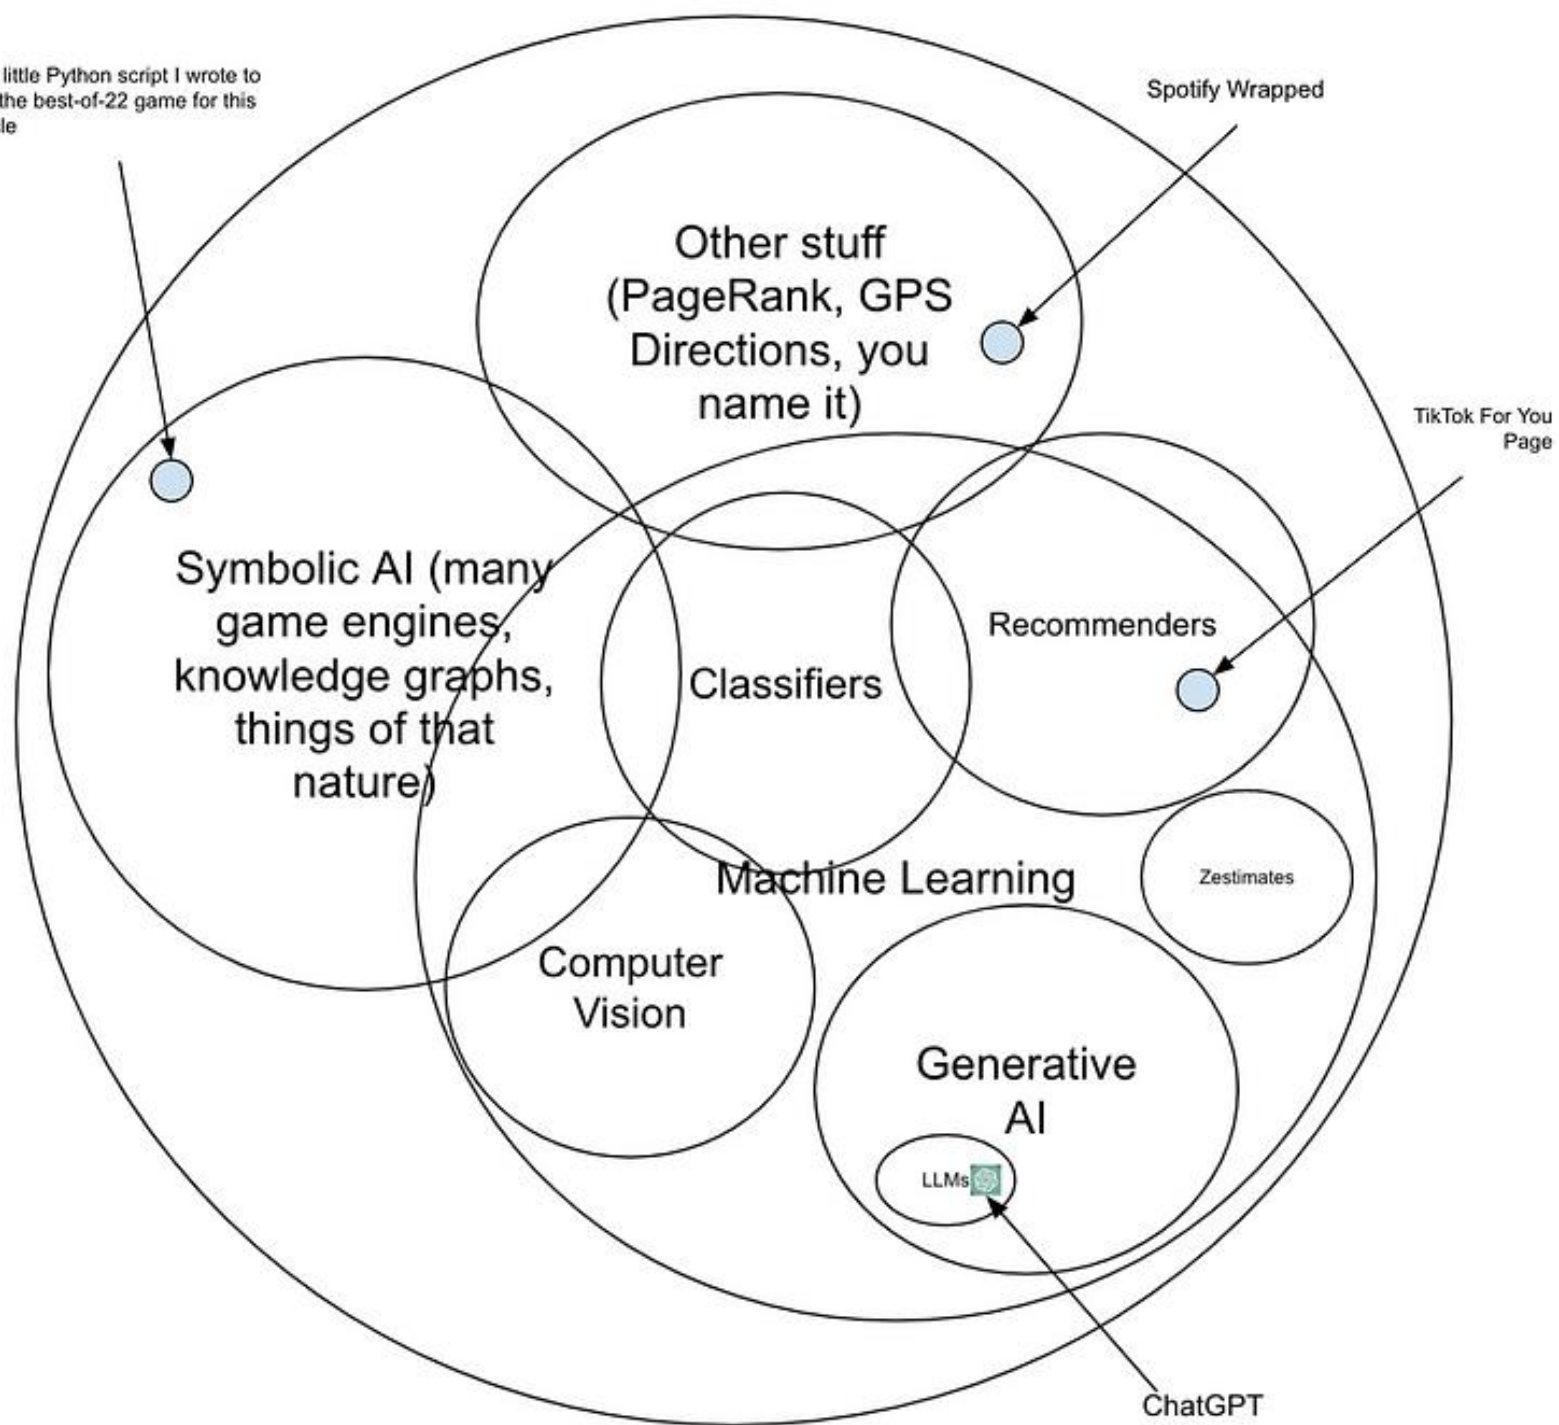 little Python script I wrote to
the best-of-22 game for this
le
Spotify Wrapped
Other stuff
(PageRank, GPS
Directions, you
name it)
TikTok For You
Page
Symbolic AI (many
game engines,
knowledge graphs,
things of that
nature)
Recommenders
Classifiers
Machine Learning
Zestimates
Computer
Vision
Generative
AI
LLMs
ChatGPT